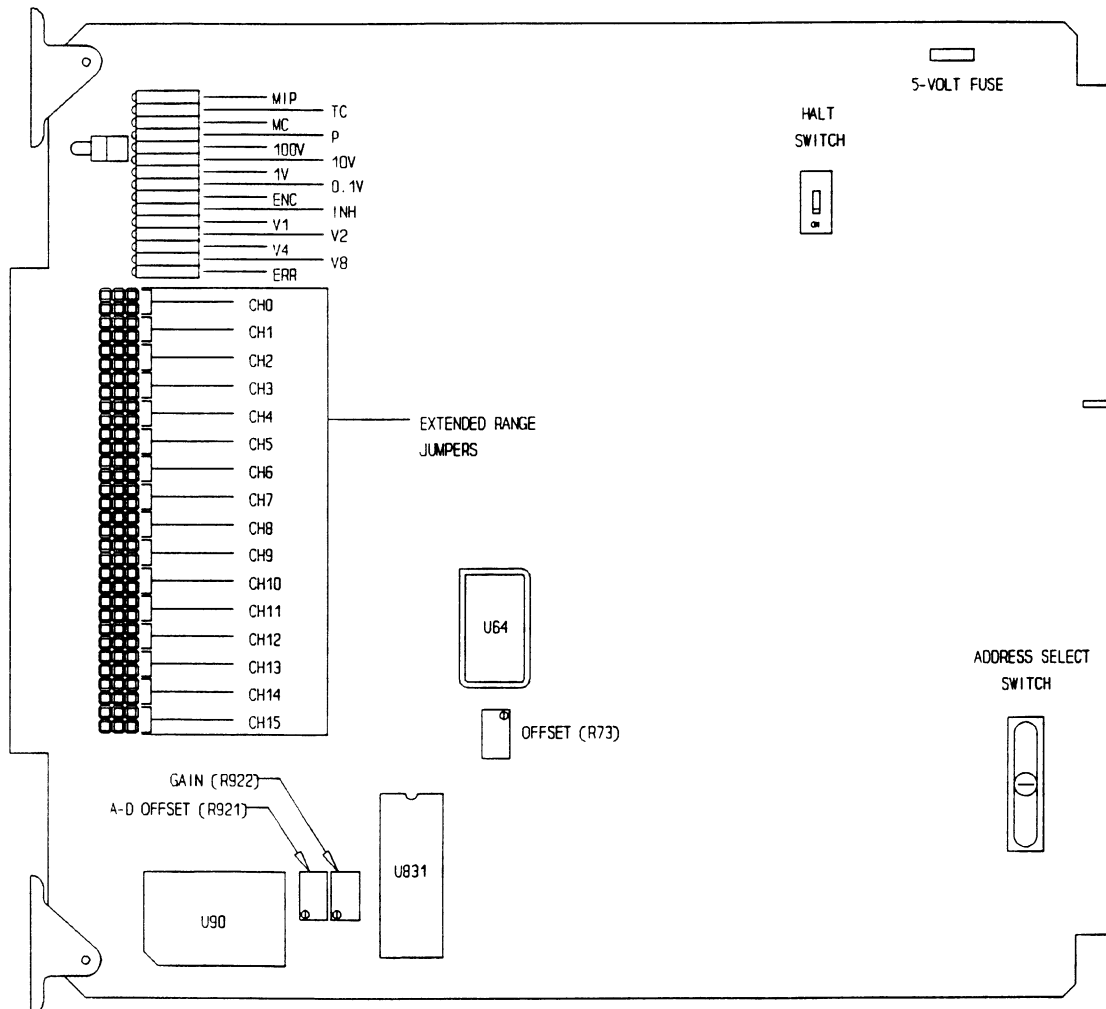 5-VOLT FUSE
HALT
SWITCH
ON
MIP
TC
MC
P
100V
10V
1V
0.1V
ENC
INH
V1
V2
V4
V8
ERR
CH0
CH1
CH2
CH3
CH4
CH5
CH6
CH7
CH8
CH9
CH10
CH11
CH12
CH13
CH14
CH15
EXTENDED RANGE
JUMPERS
U64
OFFSET (R73)
ADDRESS SELECT
SWITCH
GAIN (R922)
A-D OFFSET (R921)
U831
U90